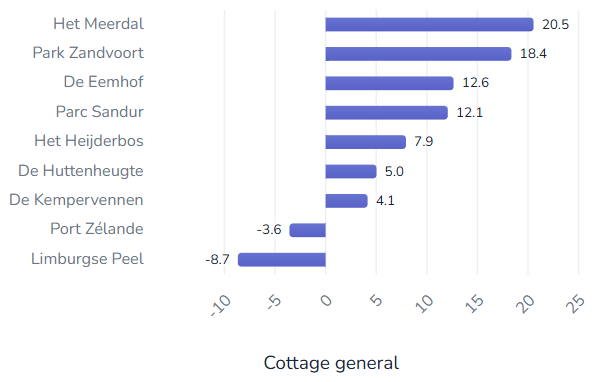 Het Meerdal 20.5
Park Zandvoort 18.4
De Eemhof 12.6
Parc Sandur 12.1
Het Heijderbos 7.9
De Huttenheugte 5.0
De Kempervennen 4.1
Port Zélande -3.6
Limburgse Peel -8.7
-10 -5 0 5 10 15 20 25
Cottage general